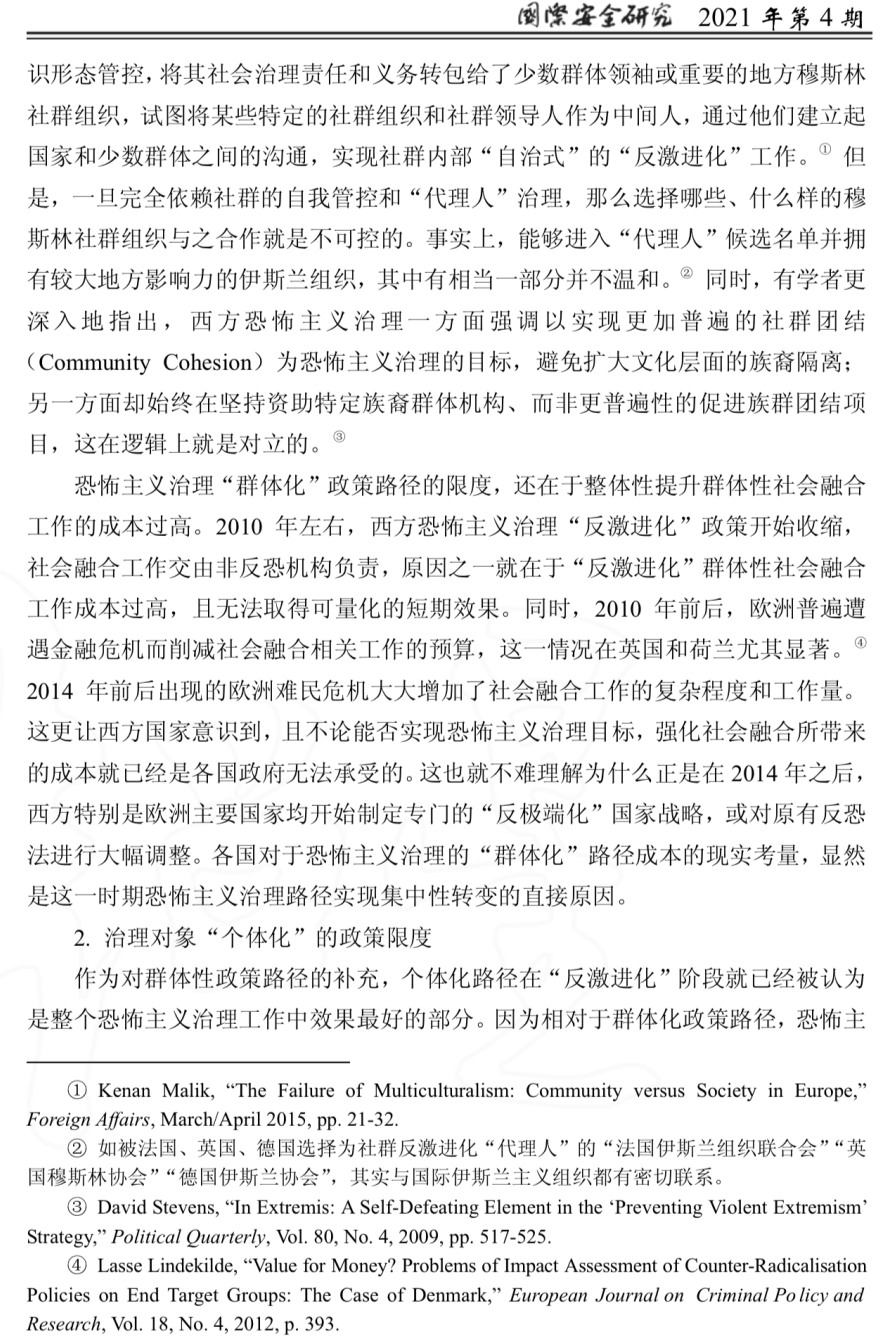 國際安全研究 2021 年第 4 期
识形态管控，将其社会治理责任和义务转包给了少数群体领袖或重要的地方穆斯林
社群组织，试图将某些特定的社群组织和社群领导人作为中间人，通过他们建立起
国家和少数群体之间的沟通，实现社群内部“自治式”的“反激进化”工作。① 但
是，一旦完全依赖社群的自我管控和“代理人”治理，那么选择哪些、什么样的穆
斯林社群组织与之合作就是不可控的。事实上，能够进入“代理人”候选名单并拥
有较大地方影响力的伊斯兰组织，其中有相当一部分并不温和。② 同时，有学者更
深入地指出，西方恐怖主义治理一方面强调以实现更加普遍的社群团结
（Community Cohesion）为恐怖主义治理的目标，避免扩大文化层面的族裔隔离；
另一方面却始终在坚持资助特定族裔群体机构、而非更普遍性的促进族群团结项
目，这在逻辑上就是对立的。③
恐怖主义治理“群体化”政策路径的限度，还在于整体性提升群体性社会融合
工作的成本过高。2010 年左右，西方恐怖主义治理“反激进化”政策开始收缩，
社会融合工作交由非反恐机构负责，原因之一就在于“反激进化”群体性社会融合
工作成本过高，且无法取得可量化的短期效果。同时，2010 年前后，欧洲普遍遭
遇金融危机而削减社会融合相关工作的预算，这一情况在英国和荷兰尤其显著。④
2014 年前后出现的欧洲难民危机大大增加了社会融合工作的复杂程度和工作量。
这更让西方国家意识到，且不论能否实现恐怖主义治理目标，强化社会融合所带来
的成本就已经是各国政府无法承受的。这也就不难理解为什么正是在 2014 年之后，
西方特别是欧洲主要国家均开始制定专门的“反极端化”国家战略，或对原有反恐
法进行大幅调整。各国对于恐怖主义治理的“群体化”路径成本的现实考量，显然
是这一时期恐怖主义治理路径实现集中性转变的直接原因。
2. 治理对象“个体化”的政策限度
作为对群体性政策路径的补充，个体化路径在“反激进化”阶段就已经被认为
是整个恐怖主义治理工作中效果最好的部分。因为相对于群体化政策路径，恐怖主
① Kenan Malik, “The Failure of Multiculturalism: Community versus Society in Europe,”
Foreign Affairs, March/April 2015, pp. 21-32.
② 如被法国、英国、德国选择为社群反激进化“代理人”的“法国伊斯兰组织联合会”“英
国穆斯林协会”“德国伊斯兰协会”，其实与国际伊斯兰主义组织都有密切联系。
③ David Stevens, “In Extremis: A Self-Defeating Element in the ‘Preventing Violent Extremism’
Strategy,” Political Quarterly, Vol. 80, No. 4, 2009, pp. 517-525.
④ Lasse Lindekilde, “Value for Money? Problems of Impact Assessment of Counter-Radicalisation
Policies on End Target Groups: The Case of Denmark,” European Journal on Criminal Policy and
Research, Vol. 18, No. 4, 2012, p. 393.